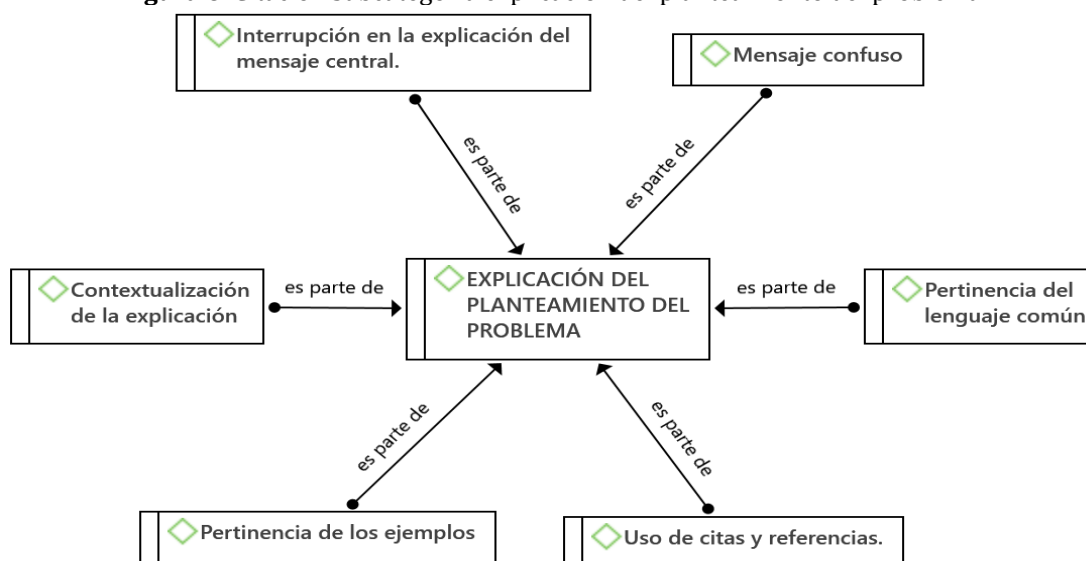 Interrupción en la explicación del
mensaje central.
Mensaje confuso
es parte de
es parte de
Contextualización
de la explicación
es parte de
EXPLICACIÓN DEL
PLANTEAMIENTO DEL
PROBLEMA
es parte de
Pertinencia del
lenguaje común
es parte de
es parte de
Pertinencia de los ejemplos
Uso de citas y referencias.